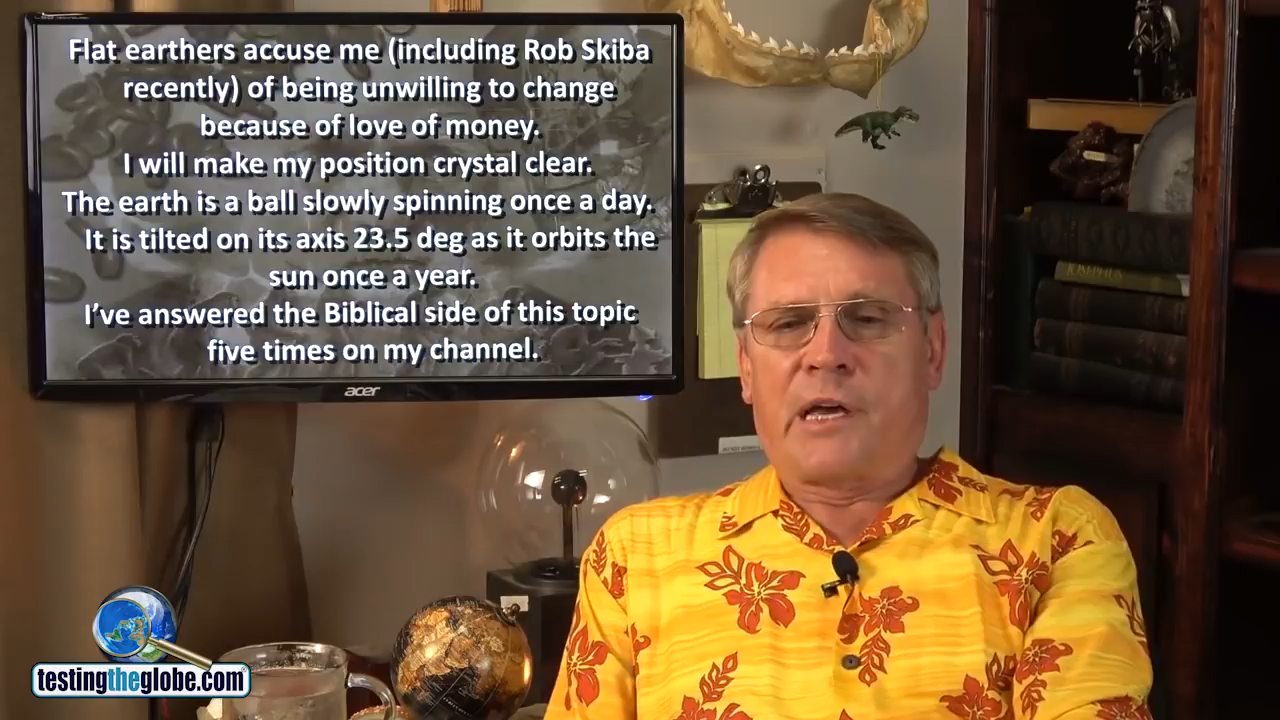 Flat earthers accuse me (including Rob Skiba
recently) of being unwilling to change
because of love of money.
I will make my position crystal clear.
The earth is a ball slowly spinning once a day.
It is tilted on its axis 23.5 deg as it orbits the
sun once a year.
I've answered the Biblical side of this topic
five times on my channel.
acer
JOSEPHUS
testingtheglobe.com